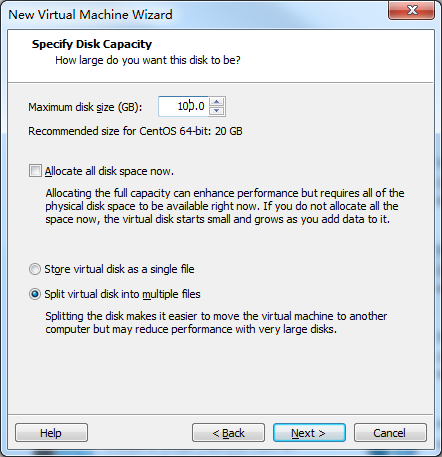 New Virtual Machine Wizard
Specify Disk Capacity
How large do you want this disk to be?
Maximum disk size (GB):
Recommended size for CentOS 64-bit: 20 GB
Allocate all disk space now.
Allocating the full capacity can enhance performance but requires all of the
physical disk space to be available right now. If you do not allocate all the
space now, the virtual disk starts small and grows as you add data to it.
Store virtual disk as a single file
Split virtual disk into multiple files
Splitting the disk makes it easier to move the virtual machine to another
computer but may reduce performance with very large disks.
Help
< Back
Next >
Cancel